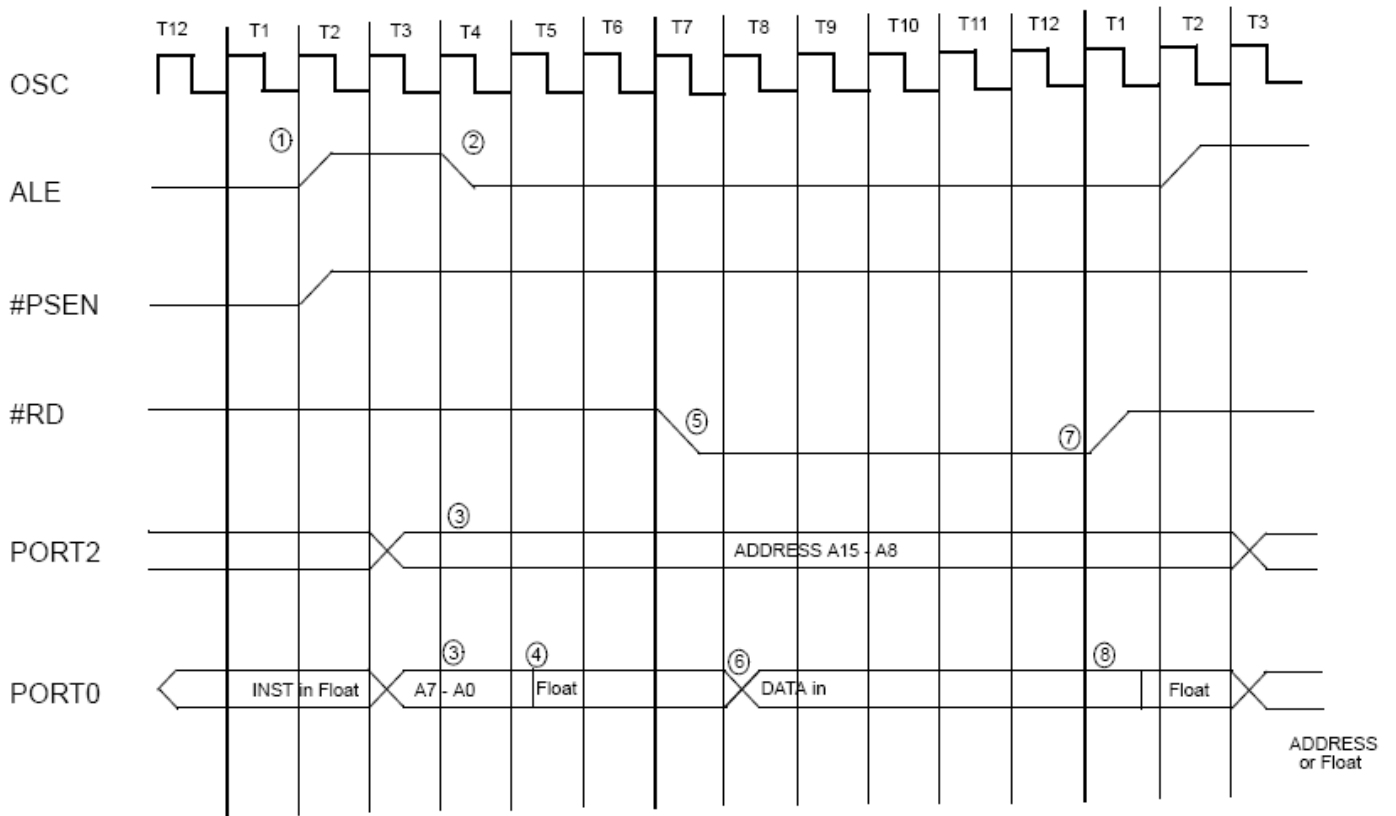 T12 T1 T2 T3 T4 T5 T6 T7 T8 T9 T10 T11 T12 T1 T2 T3
OSC
① ②
ALE
#PSEN
#RD
⑤ ⑦
③
PORT2
ADDRESS A15 - A8
③ ④ ⑥ ⑧
PORT0
INST in Float A7 - A0 Float DATA in Float
ADDRESS
or Float